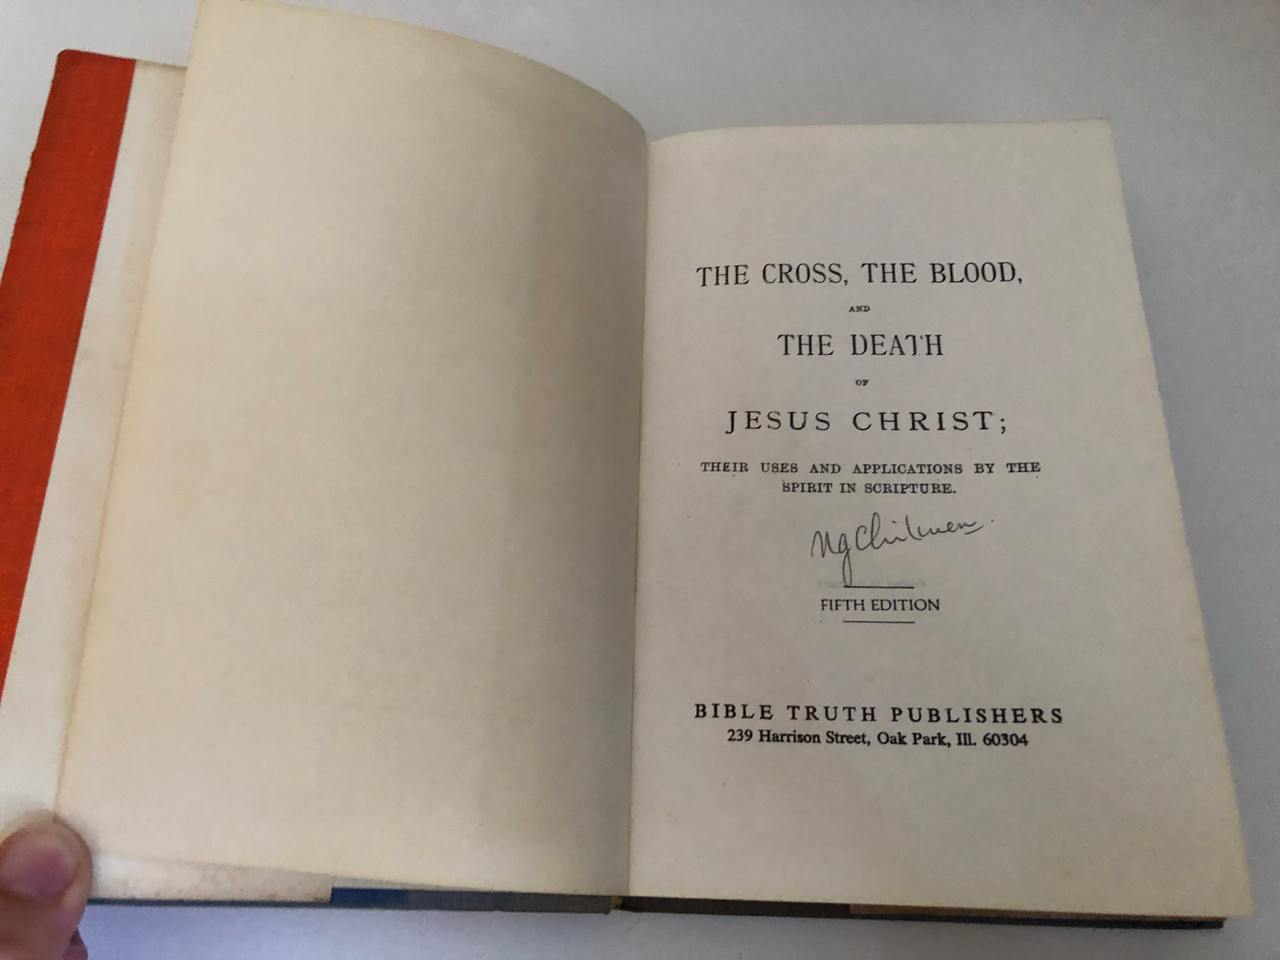 THE CROSS, THE BLOOD,
AND
THE DEATH
OF
JESUS CHRIST;
THEIR USES AND APPLICATIONS BY THE
SPIRIT IN SCRIPTURE.
FIFTH EDITION
BIBLE TRUTH PUBLISHERS
239 Harrison Street, Oak Park, Ill. 60304